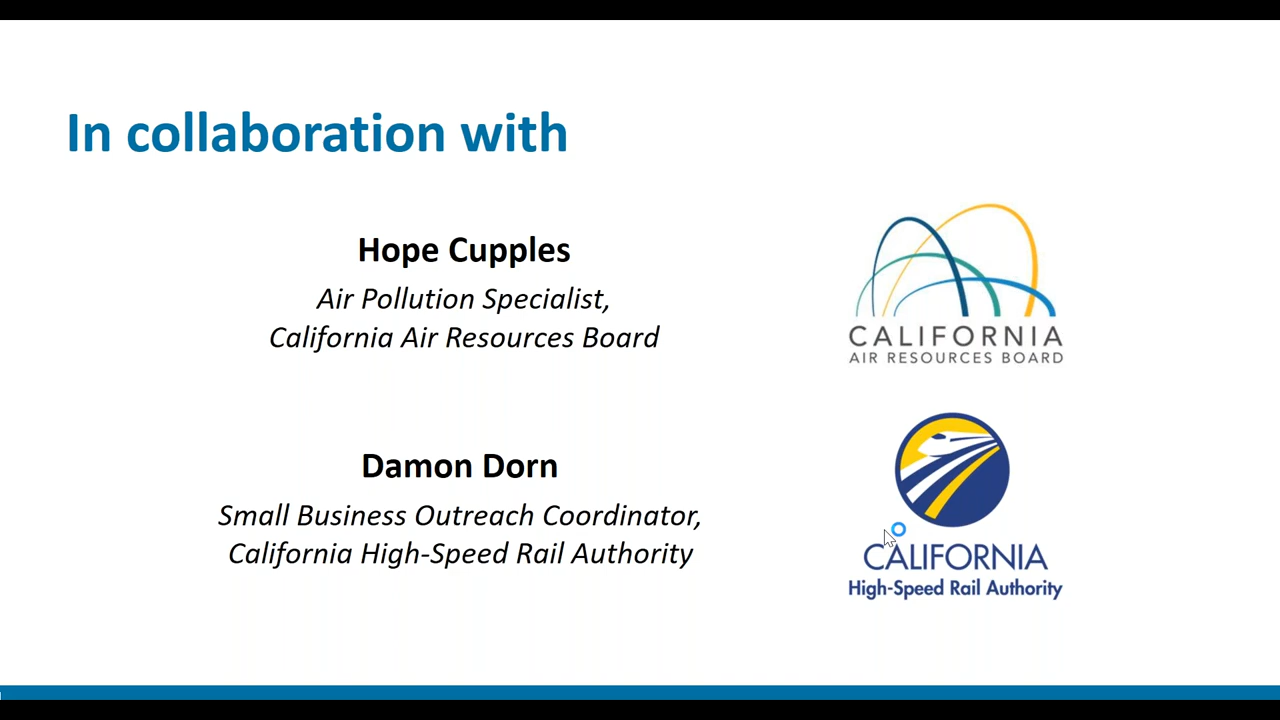 In collaboration with
Hope Cupples
Air Pollution Specialist,
California Air Resources Board
CALIFORNIA
AIR RESOURCES BOARD
Damon Dorn
Small Business Outreach Coordinator,
California High-Speed Rail Authority
CALIFORNIA
High-Speed Rail Authority